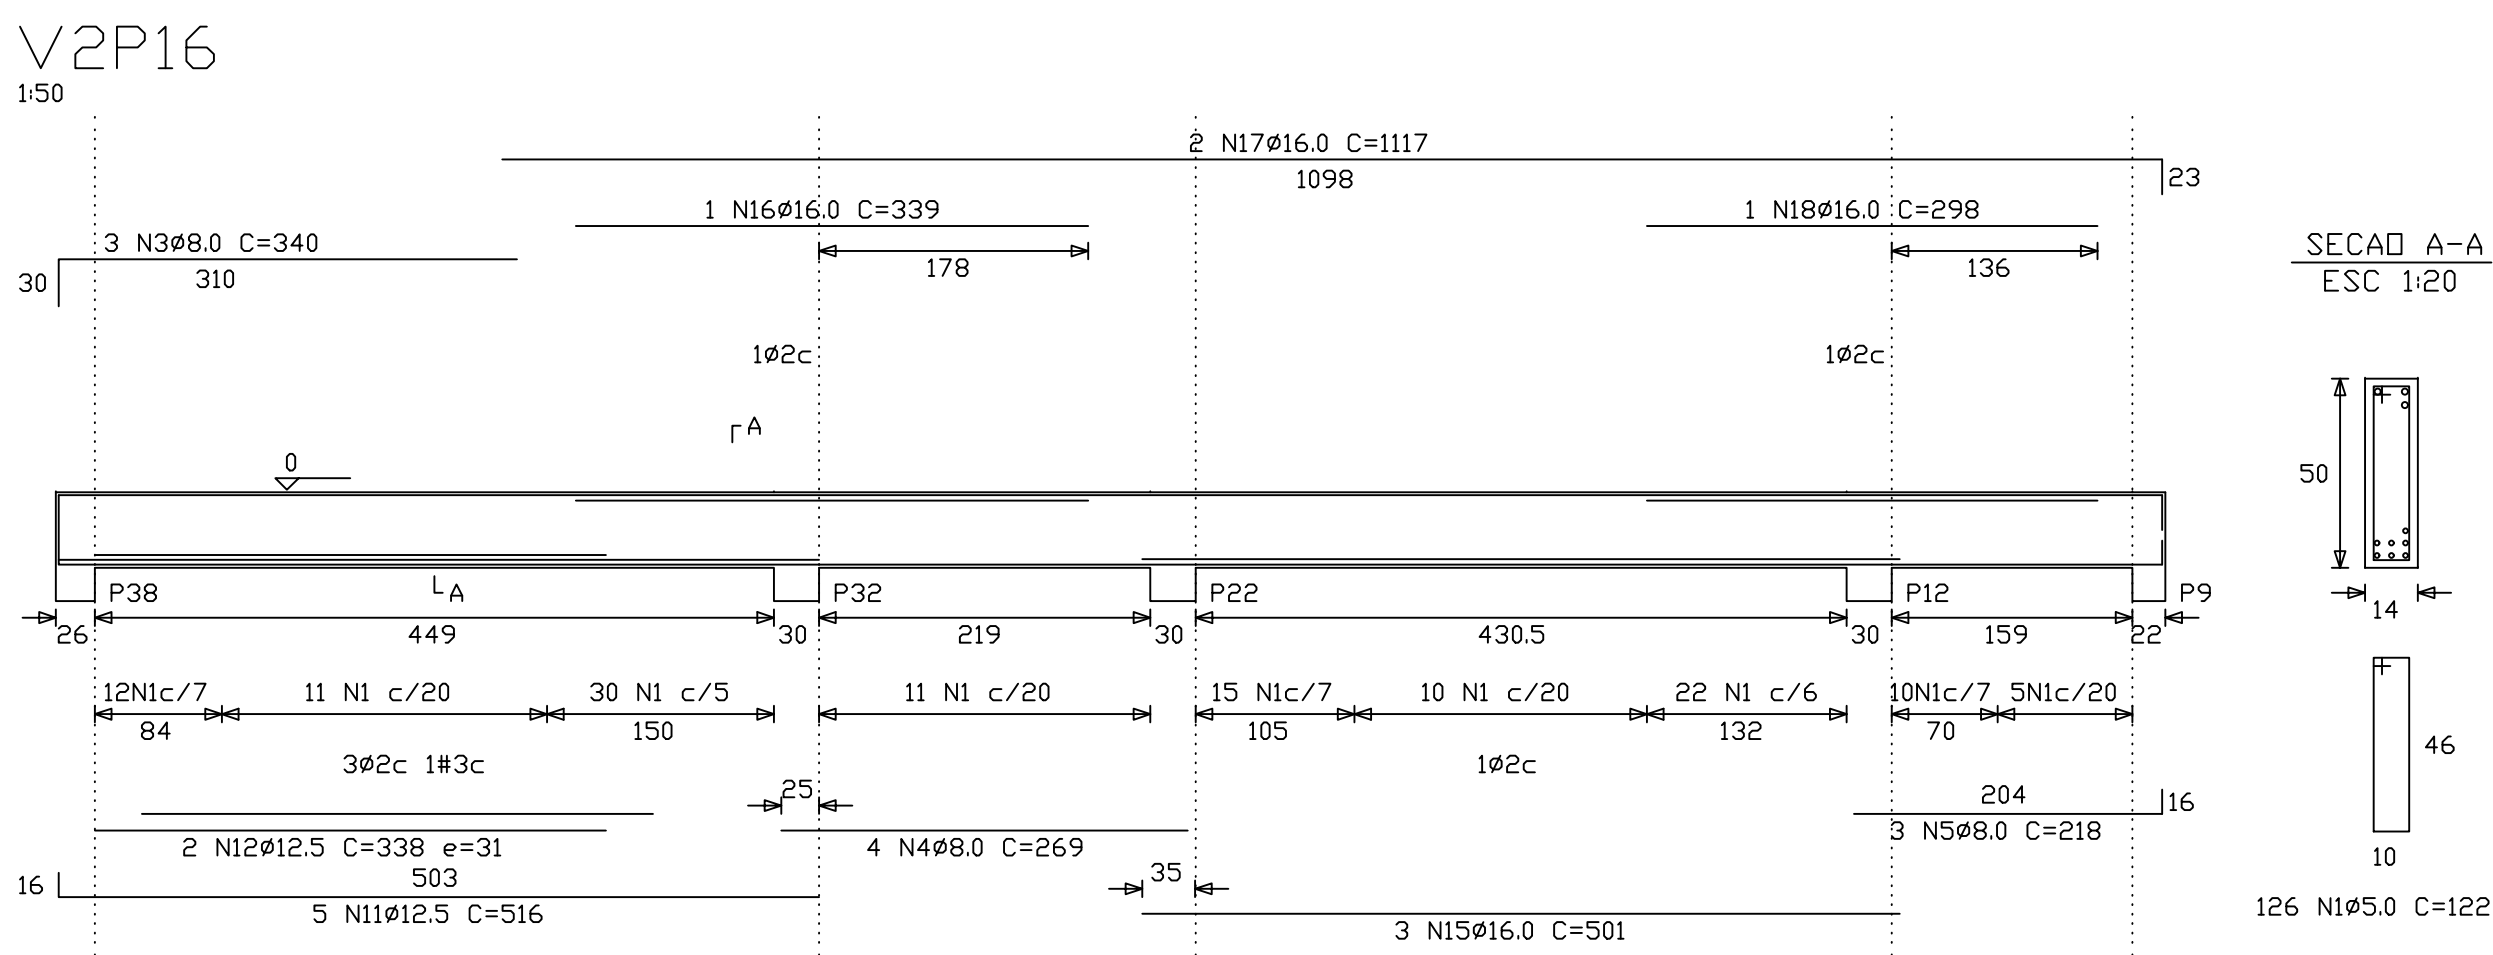 V2P16
1:50
2 N17ø16.0 C=1117
1098
23
1 N16ø16.0 C=339
1 N18ø16.0 C=298
3 N3ø8.0 C=340
310
30
178
136
SECAO A-A
ESC 1:20
1ø2c
1ø2c
A
0
50
P38
A
P32
P22
P12
P9
14
26
449
30
219
30
430.5
30
159
22
12N1c/7
11 N1 c/20
30 N1 c/5
11 N1 c/20
15 N1c/7
10 N1 c/20
22 N1 c/6
10N1c/7
5N1c/20
84
150
105
132
70
46
3ø2c 1#3c
1ø2c
25
204
16
2 N12ø12.5 C=338 e=31
4 N4ø8.0 C=269
3 N5ø8.0 C=218
10
503
16
35
5 N11ø12.5 C=516
3 N15ø16.0 C=501
126 N1ø5.0 C=122